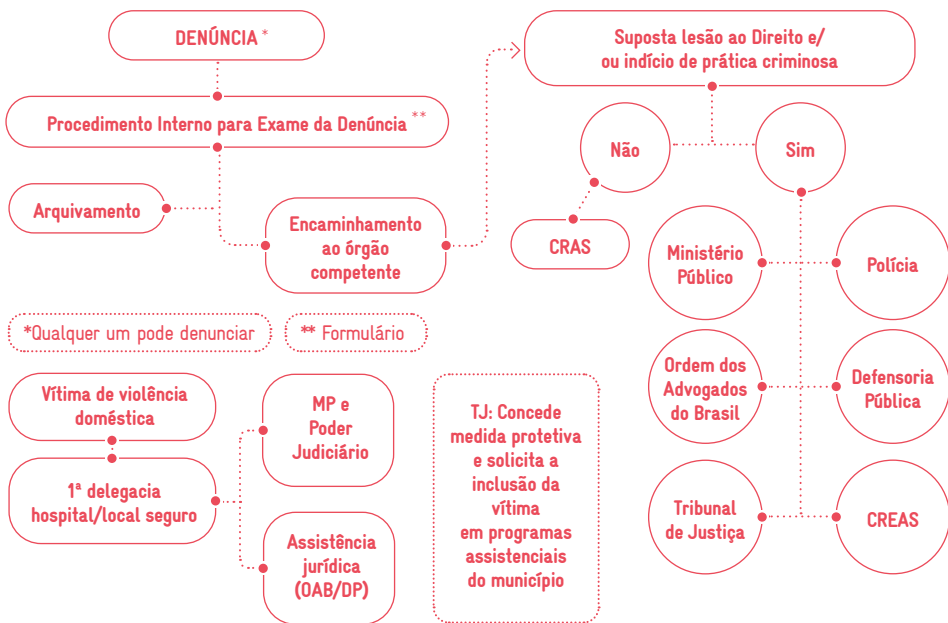 DENÚNCIA *
Procedimento Interno para Exame da Denúncia **
Arquivamento
Encaminhamento
ao órgão
competente
Suposta lesão ao Direito e/
ou indício de prática criminosa
Não
Sim
CRAS
Ministério
Público
Polícia
Ordem dos
Advogados
do Brasil
Defensoria
Pública
Tribunal
de Justiça
CREAS
*Qualquer um pode denunciar
** Formulário
Vítima de violência
doméstica
1ª delegacia
hospital/local seguro
MP e
Poder
Judiciário
Assistência
jurídica
(OAB/DP)
TJ: Concede
medida protetiva
e solicita a
inclusão da
vítima
em programas
assistenciais
do município